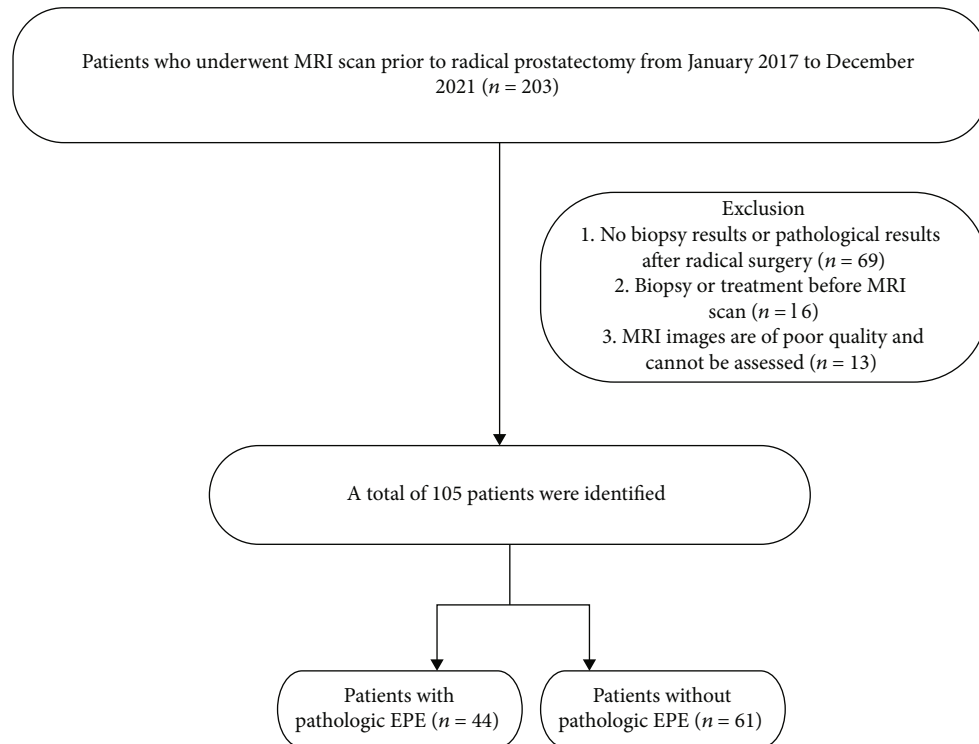 Patients who underwent MRI scan prior to radical prostatectomy from January 2017 to December
2021 (n = 203)
Exclusion
1. No biopsy results or pathological results
after radical surgery (n = 69)
2. Biopsy or treatment before MRI
scan (n = l 6)
3. MRI images are of poor quality and
cannot be assessed (n = 13)
A total of 105 patients were identified
Patients with
pathologic EPE (n = 44)
Patients without
pathologic EPE (n = 61)